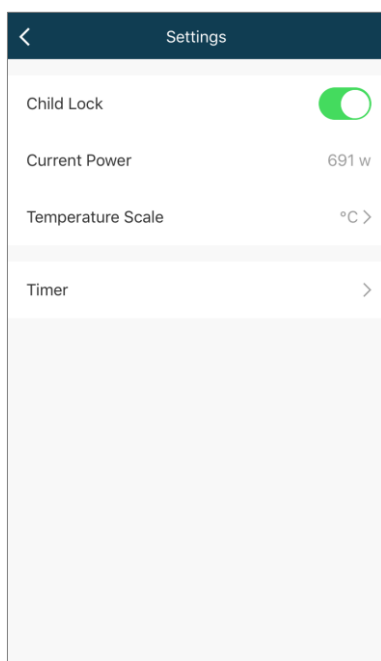 Settings
Child Lock
Current Power 691 w
Temperature Scale °C
Timer